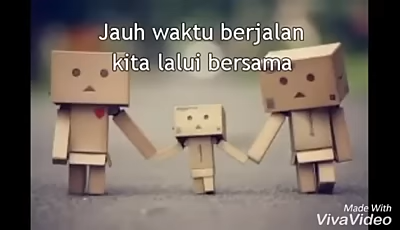 Jauh waktu berjalan
kita lalui bersama
Made With
VivaVideo